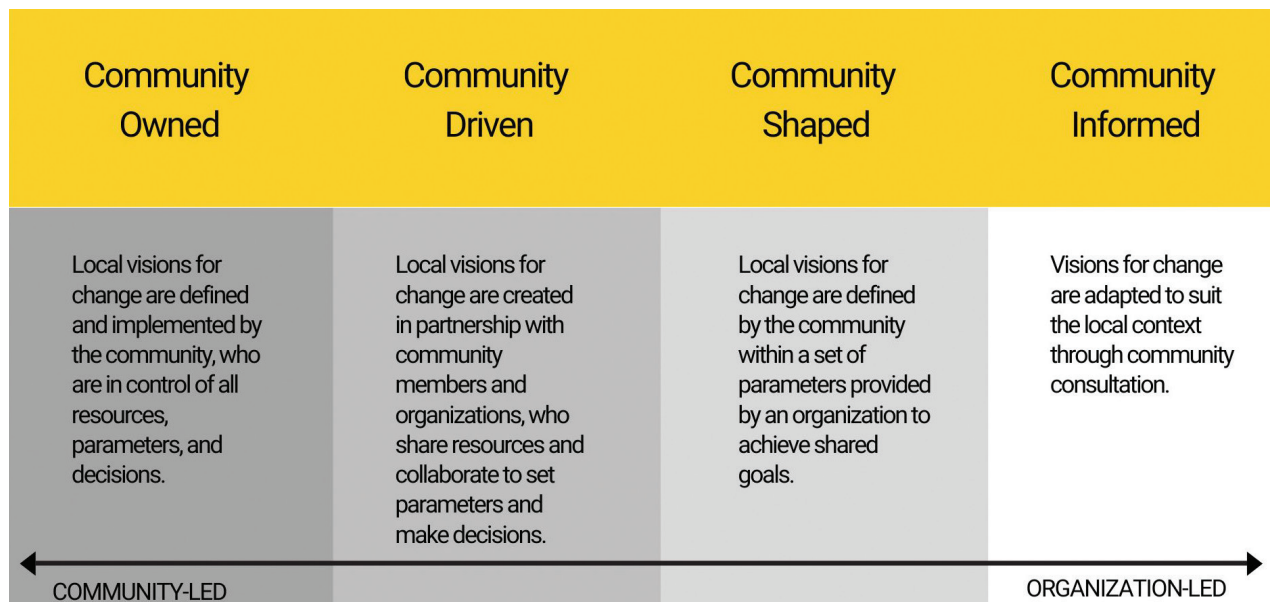 Community
Owned
Community
Driven
Community
Shaped
Community
Informed
Local visions for
change are defined
and implemented by
the community, who
are in control of all
resources,
parameters, and
decisions.
Local visions for
change are created
in partnership with
community
members and
organizations, who
share resources and
collaborate to set
parameters and
make decisions.
Local visions for
change are defined
by the community
within a set of
parameters provided
by an organization to
achieve shared
goals.
Visions for change
are adapted to suit
the local context
through community
consultation.
COMMUNITY-LED
ORGANIZATION-LED